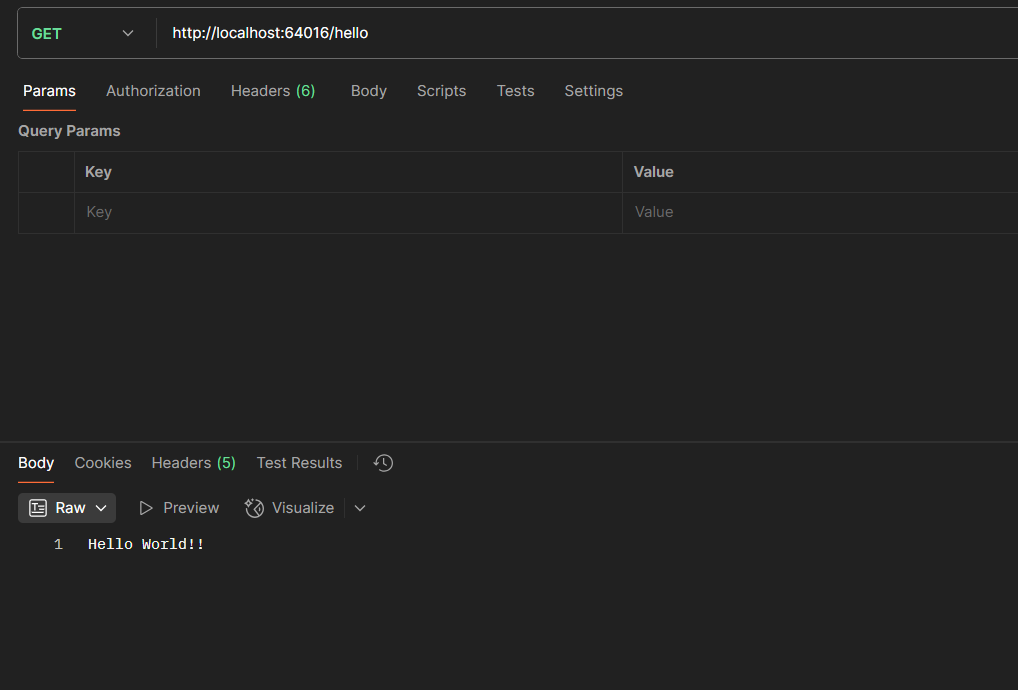 GET http://localhost:64016/hello
Params Authorization Headers (6) Body Scripts Tests Settings
Query Params
Key Value
Key Value
Body Cookies Headers (5) Test Results
Raw Preview Visualize
1 Hello World!!